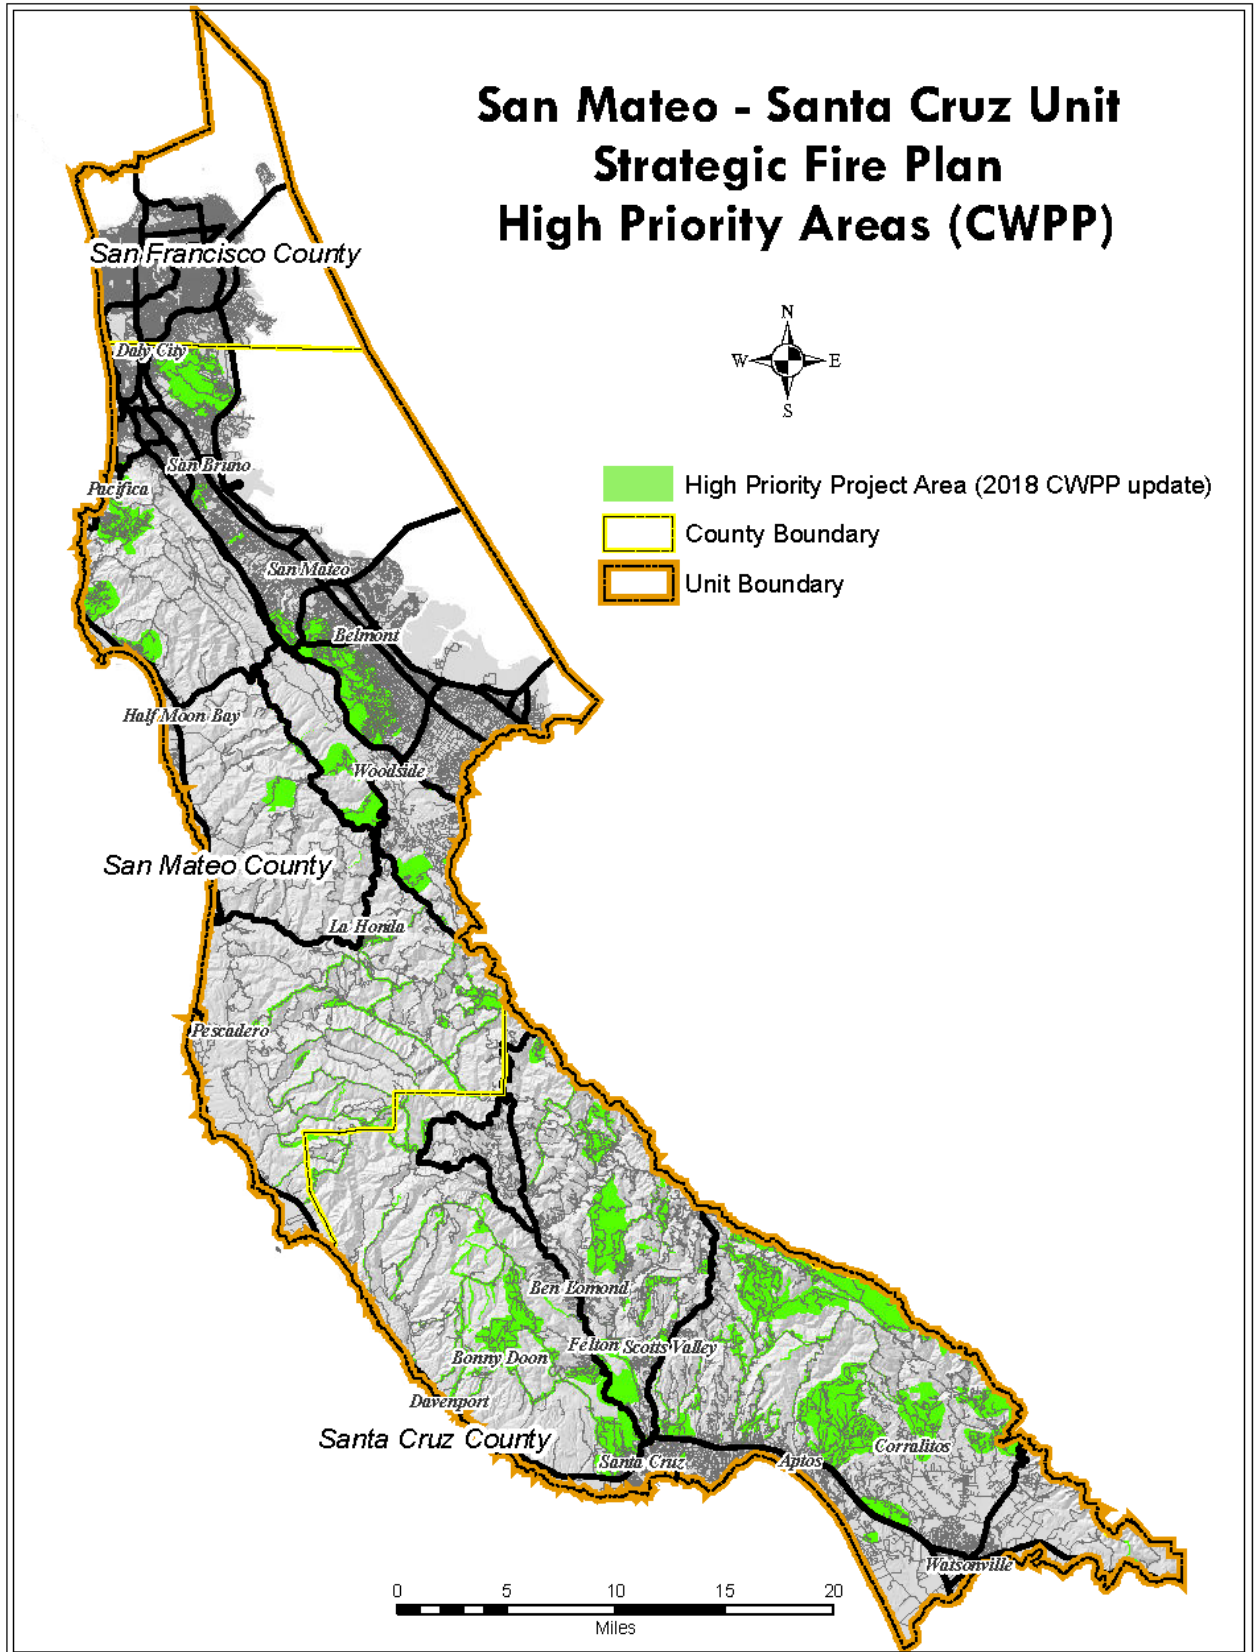 San Mateo - Santa Cruz Unit
Strategic Fire Plan
High Priority Areas (CWPP)
San Francisco County
N
W E
S
Daly City
San Bruno
Pacifica
High Priority Project Area (2018 CWPP update)
County Boundary
Unit Boundary
San Mateo
Belmont
Half Moon Bay
Woodside
San Mateo County
La Honda
Pescadero
Ben Lomond
Felton
Scotts Valley
Bonny Doon
Davenport
Santa Cruz County
Corralitos
Santa Cruz
Aptos
Watsonville
0 5 10 15 20
Miles